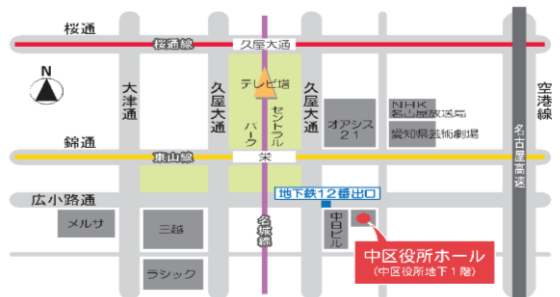 桜通
桜通線
久屋大通
N
大津通
久屋大通
テレビ塔
セントラル
パーク
久屋大通
オアシス
21
NHK
名古屋放送局
愛知県芸術劇場
名古屋高速
空港線
錦通
東山線
栄
広小路通
地下鉄12番出口
メルサ
三越
名城線
中日ビル
中区役所ホール
(中区役所地下1階)
ラシック